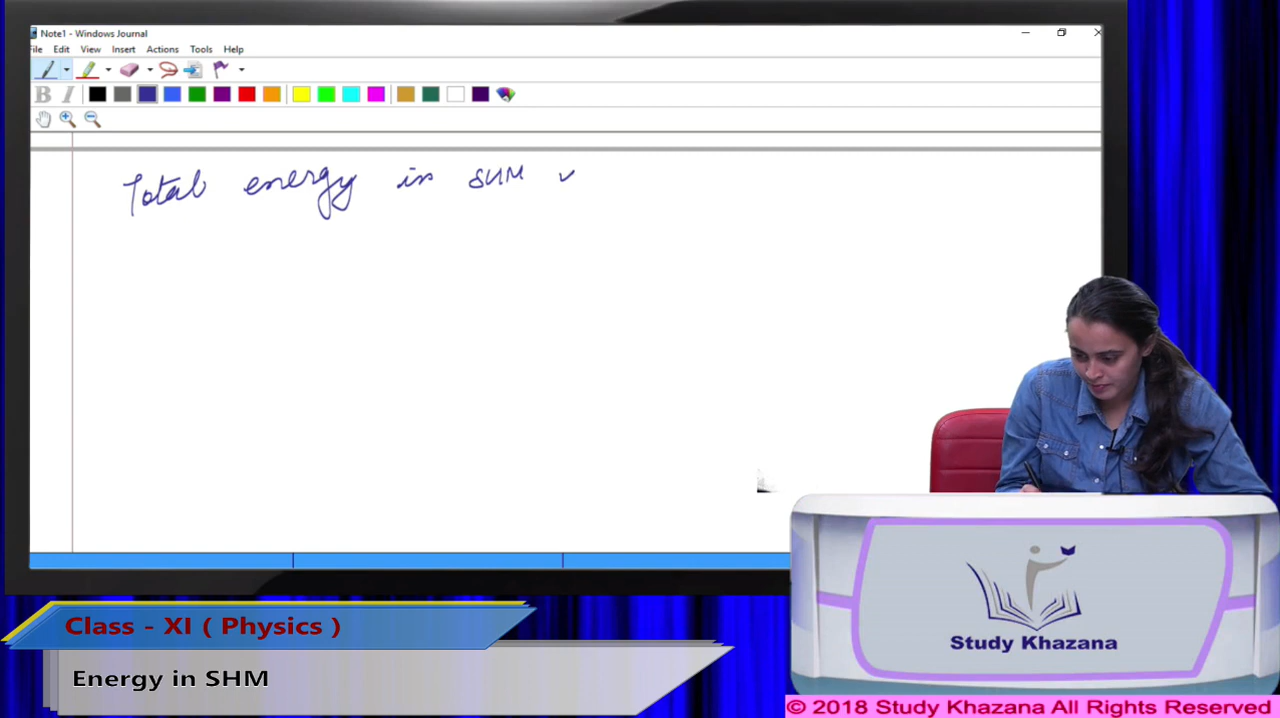 Note1 - Windows Journal
File Edit View Insert Actions Tools Help
B I
Total energy in SHM
Study Khazana
Class - XI ( Physics )
Energy in SHM
© 2018 Study Khazana All Rights Reserved